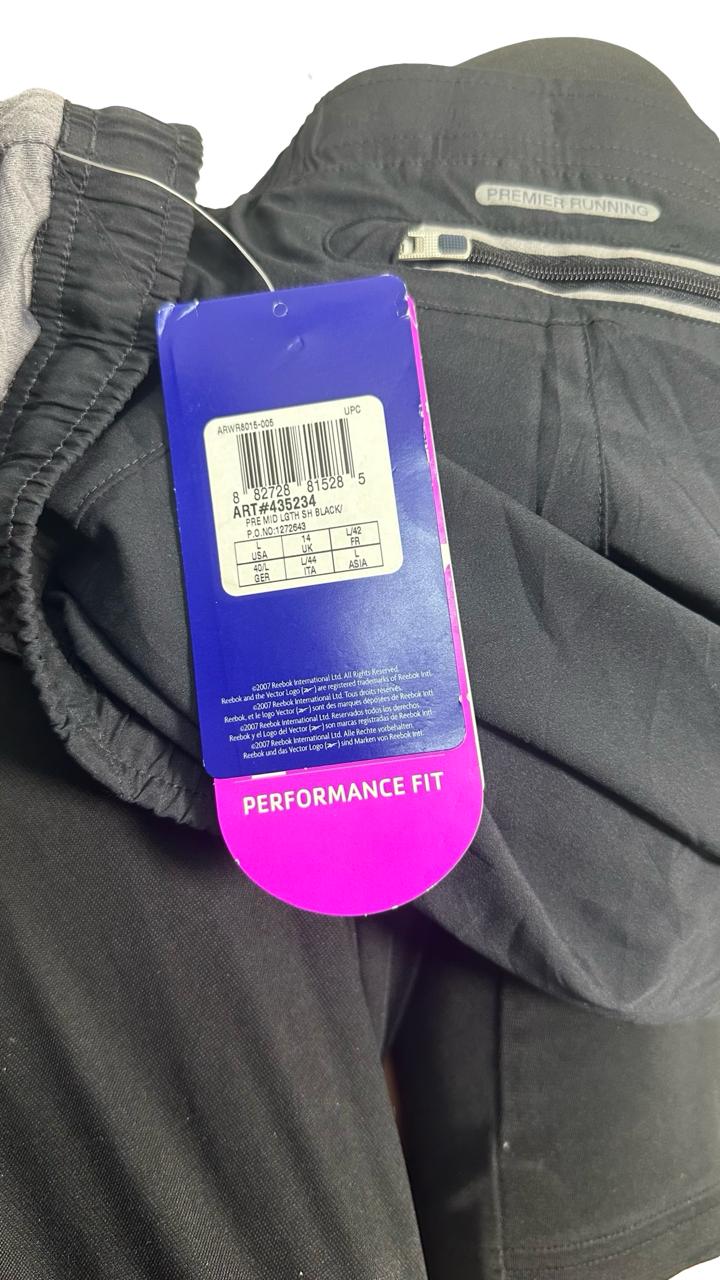 PREMIER RUNNING
ARWR8015-005 UPC
8 82728 81528 5
ART#435234
PRE MID LGTH SH BLACK/
P.O.NO:1272643
L 14 L/42
USA UK FR
40/L L/44 L
GER ITA ASIA
©2007 Reebok International Ltd. All Rights Reserved.
Reebok and the Vector Logo () are registered trademarks of Reebok Intl.
©2007 Reebok International Ltd. Tous droits réservés.
Reebok, et le logo Vector () sont des marques déposées de Reebok Intl
©2007 Reebok International Ltd. Reservados todos los derechos.
Reebok y el Logo del Vector () son marcas registradas de Reebok Intl.
©2007 Reebok International Ltd. Alle Rechte vorbehalten.
Reebok und das Vector Logo () sind Marken von Reebok Intl.
PERFORMANCE FIT